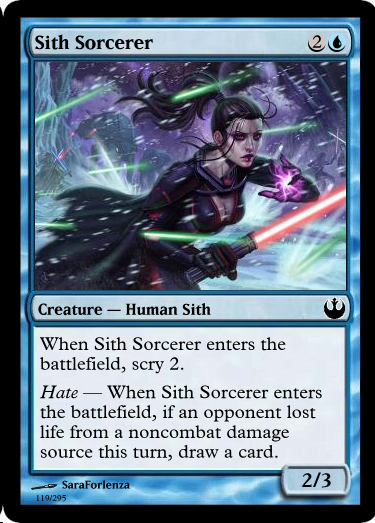 Sith Sorcerer 2
Creature — Human Sith
When Sith Sorcerer enters the
battlefield, scry 2.
Hate — When Sith Sorcerer enters
the battlefield, if an opponent lost
life from a noncombat damage
source this turn, draw a card.
2/3
SaraForlenza
119/295